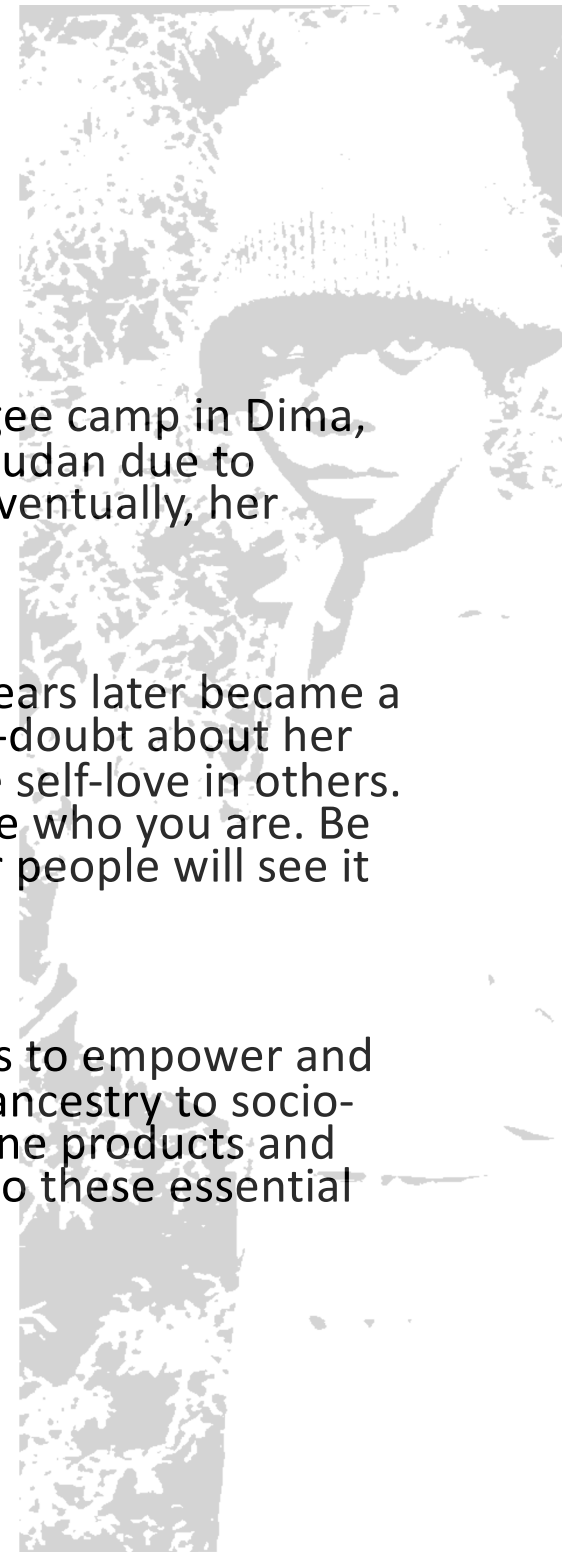 gee camp in Dima,
udan due to
ventually, her
ears later became a
-doubt about her
self-love in others.
e who you are. Be
r people will see it
s to empower and
ancestry to socio-
ne products and
o these essential